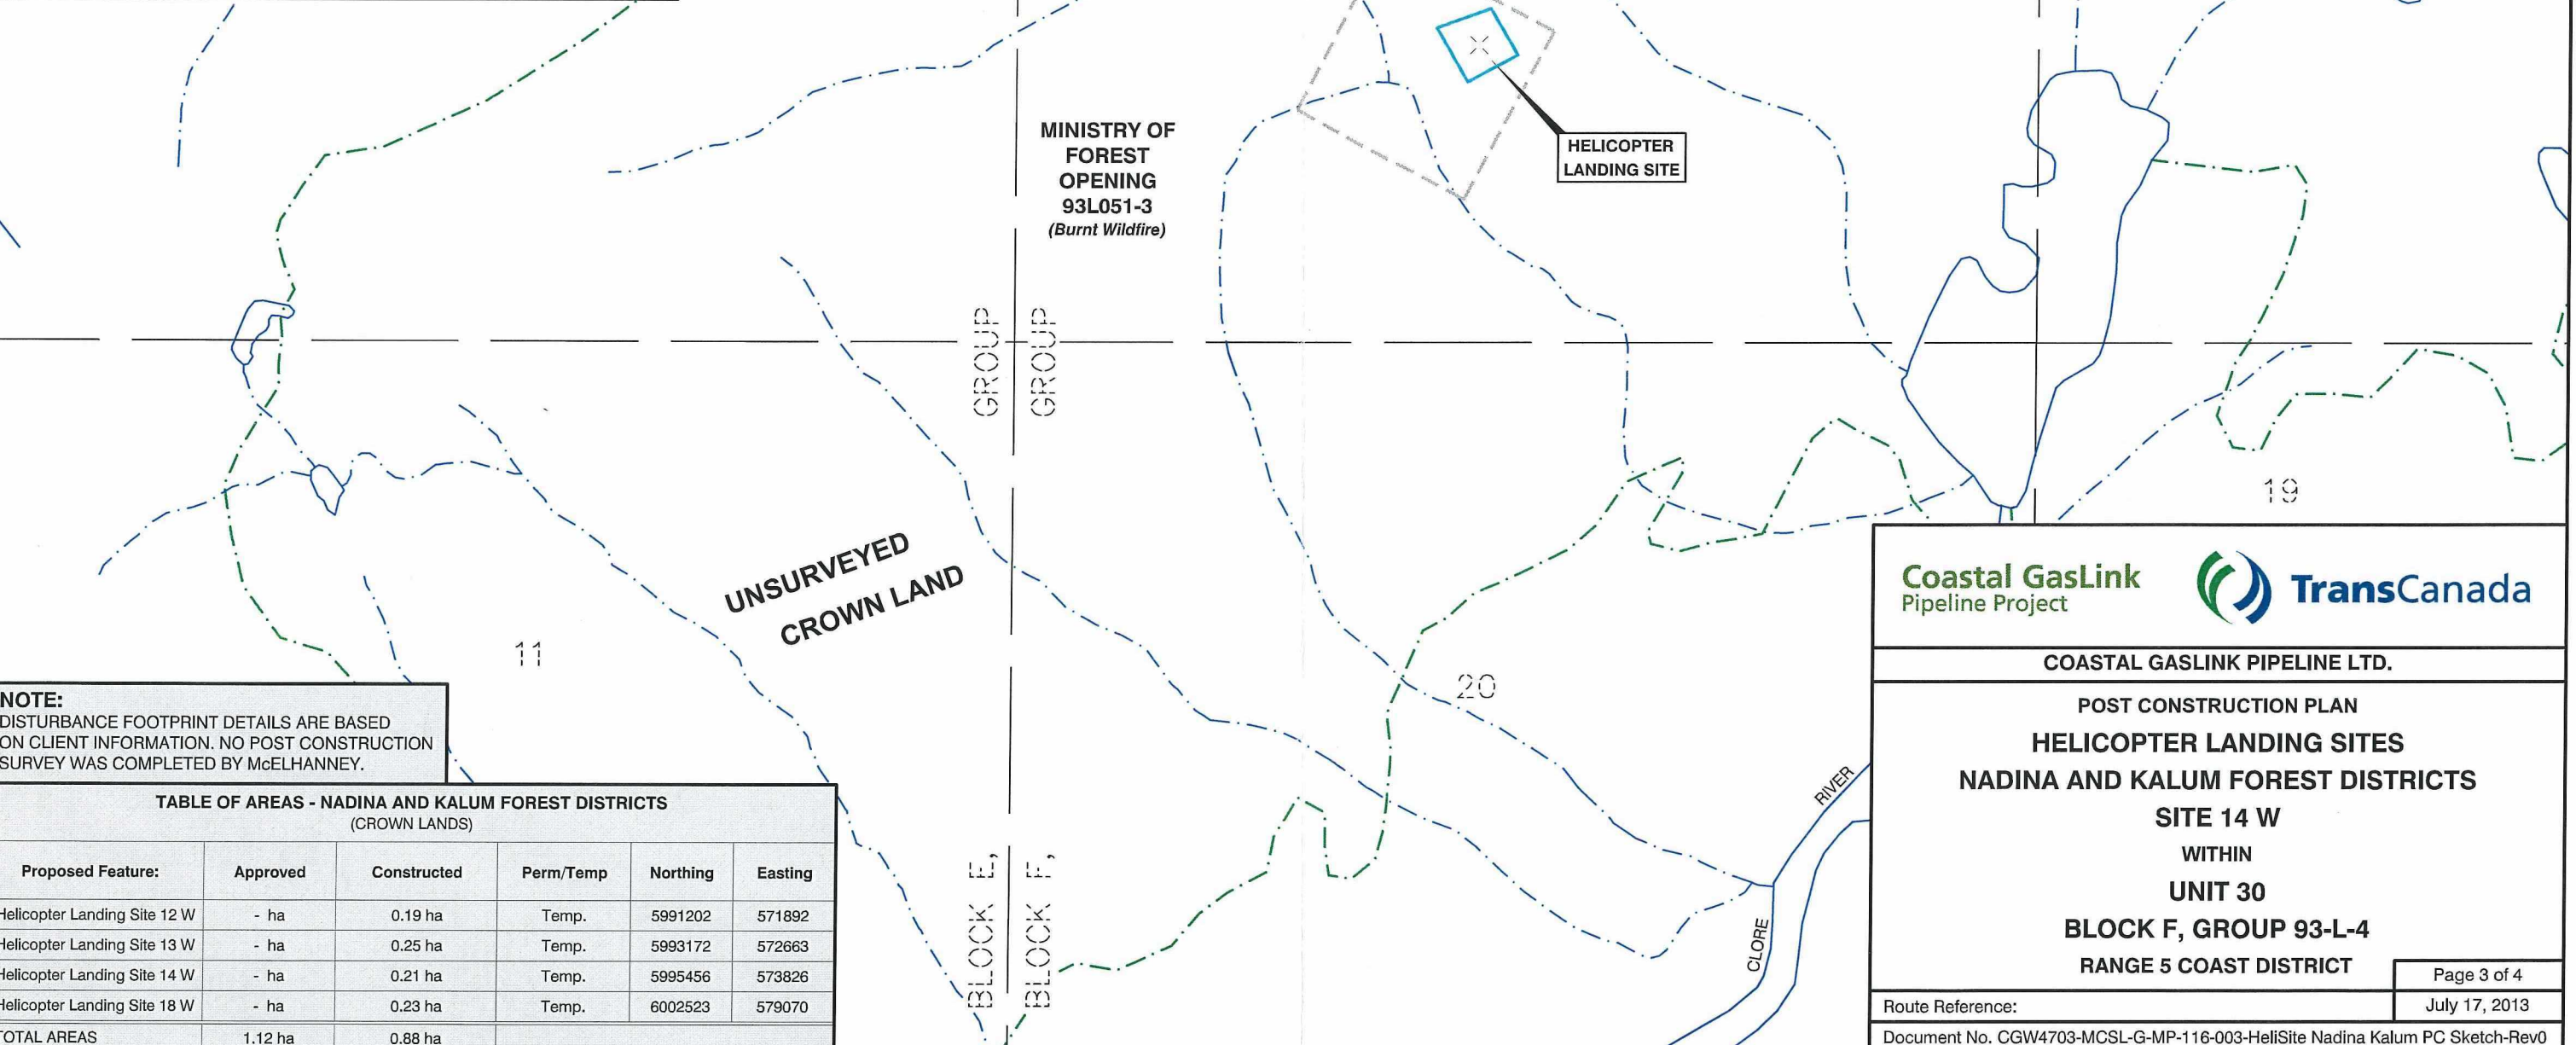 MINISTRY OF
FOREST
OPENING
93L051-3
(Burnt Wildfire)
HELICOPTER
LANDING SITE
GROUP
GROUP
19
UNSURVEYED
CROWN LAND
11
20
RIVER
CLORE
BLOCK E,
BLOCK F,
NOTE:
DISTURBANCE FOOTPRINT DETAILS ARE BASED
ON CLIENT INFORMATION. NO POST CONSTRUCTION
SURVEY WAS COMPLETED BY McELHANNEY.
TABLE OF AREAS - NADINA AND KALUM FOREST DISTRICTS
(CROWN LANDS)
Proposed Feature: Approved Constructed Perm/Temp Northing Easting
Helicopter Landing Site 12 W - ha 0.19 ha Temp. 5991202 571892
Helicopter Landing Site 13 W - ha 0.25 ha Temp. 5993172 572663
Helicopter Landing Site 14 W - ha 0.21 ha Temp. 5995456 573826
Helicopter Landing Site 18 W - ha 0.23 ha Temp. 6002523 579070
TOTAL AREAS 1.12 ha 0.88 ha
Coastal GasLink
Pipeline Project
TransCanada
COASTAL GASLINK PIPELINE LTD.
POST CONSTRUCTION PLAN
HELICOPTER LANDING SITES
NADINA AND KALUM FOREST DISTRICTS
SITE 14 W
WITHIN
UNIT 30
BLOCK F, GROUP 93-L-4
RANGE 5 COAST DISTRICT
Page 3 of 4
Route Reference:
July 17, 2013
Document No. CGW4703-MCSL-G-MP-116-003-HeliSite Nadina Kalum PC Sketch-Rev0